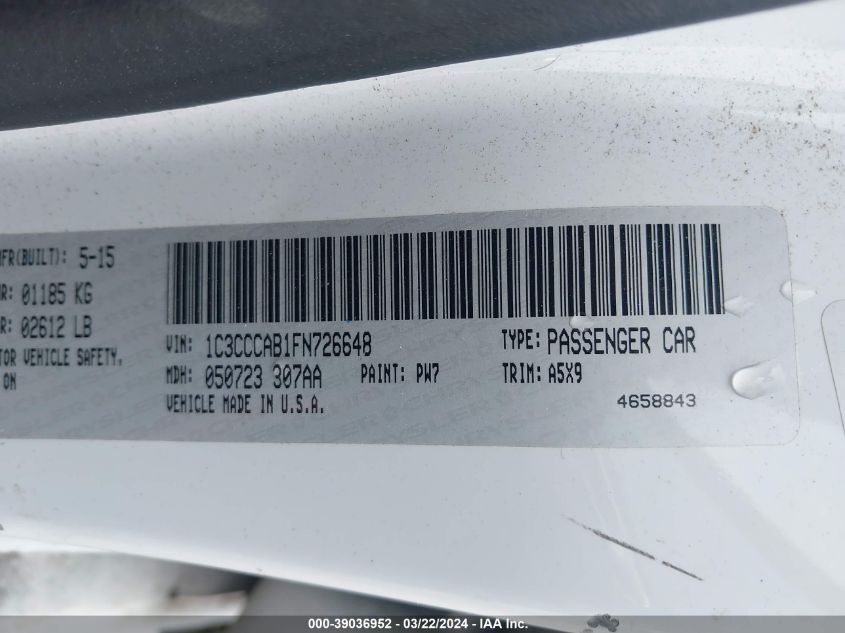 MFR(BUILT): 5-15
R: 01185 KG
R: 02612 LB
TOR VEHICLE SAFETY,
ON
VIN: 1C3CCCAB1FN726648
TYPE: PASSENGER CAR
MDH: 050723 307AA
PAINT: PW7
TRIM: A5X9
VEHICLE MADE IN U.S.A.
4658843
000-39036952 - 03/22/2024 - IAA Inc.